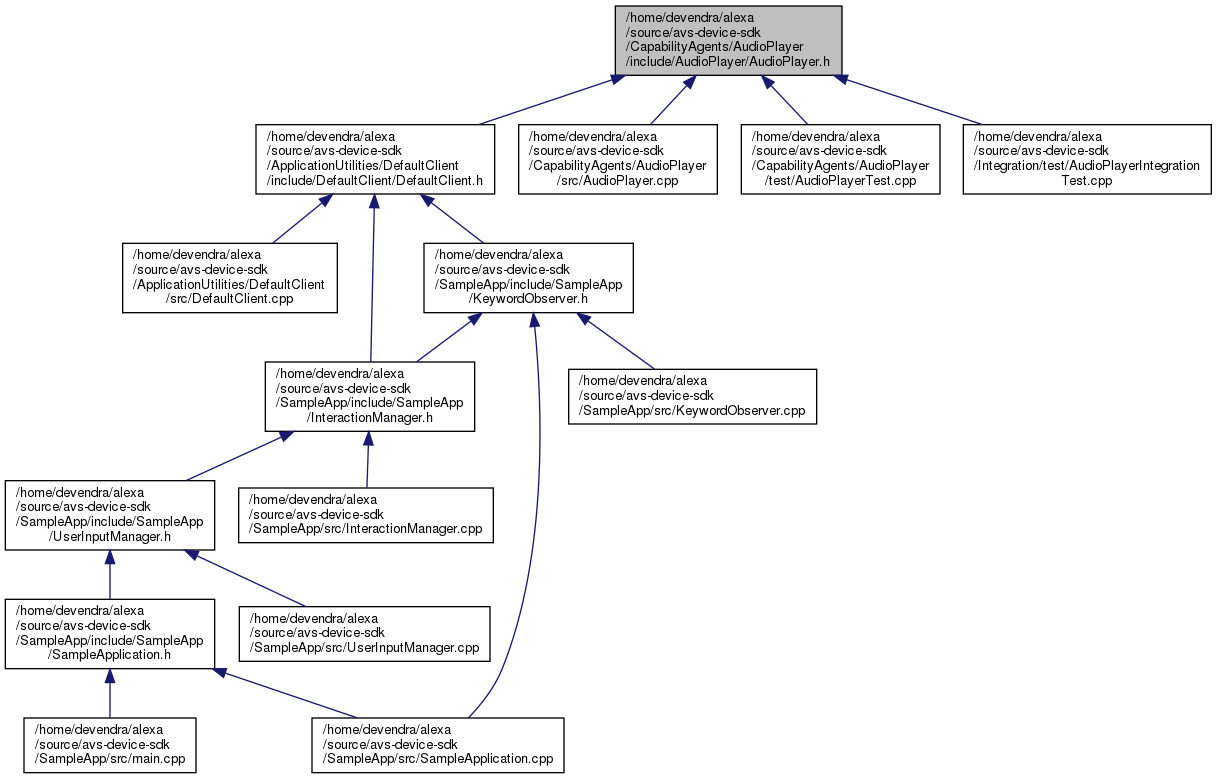 /home/devendra/alexa
/source/avs-device-sdk
/CapabilityAgents/AudioPlayer
/include/AudioPlayer/AudioPlayer.h
/home/devendra/alexa
/source/avs-device-sdk
/ApplicationUtilities/DefaultClient
/include/DefaultClient/DefaultClient.h
/home/devendra/alexa
/source/avs-device-sdk
/CapabilityAgents/AudioPlayer
/src/AudioPlayer.cpp
/home/devendra/alexa
/source/avs-device-sdk
/CapabilityAgents/AudioPlayer
/test/AudioPlayerTest.cpp
/home/devendra/alexa
/source/avs-device-sdk
/Integration/test/AudioPlayerIntegration
Test.cpp
/home/devendra/alexa
/source/avs-device-sdk
/ApplicationUtilities/DefaultClient
/src/DefaultClient.cpp
/home/devendra/alexa
/source/avs-device-sdk
/SampleApp/include/SampleApp
/KeywordObserver.h
/home/devendra/alexa
/source/avs-device-sdk
/SampleApp/include/SampleApp
/InteractionManager.h
/home/devendra/alexa
/source/avs-device-sdk
/SampleApp/src/KeywordObserver.cpp
/home/devendra/alexa
/source/avs-device-sdk
/SampleApp/include/SampleApp
/UserInputManager.h
/home/devendra/alexa
/source/avs-device-sdk
/SampleApp/src/InteractionManager.cpp
/home/devendra/alexa
/source/avs-device-sdk
/SampleApp/include/SampleApp
/SampleApplication.h
/home/devendra/alexa
/source/avs-device-sdk
/SampleApp/src/UserInputManager.cpp
/home/devendra/alexa
/source/avs-device-sdk
/SampleApp/src/main.cpp
/home/devendra/alexa
/source/avs-device-sdk
/SampleApp/src/SampleApplication.cpp